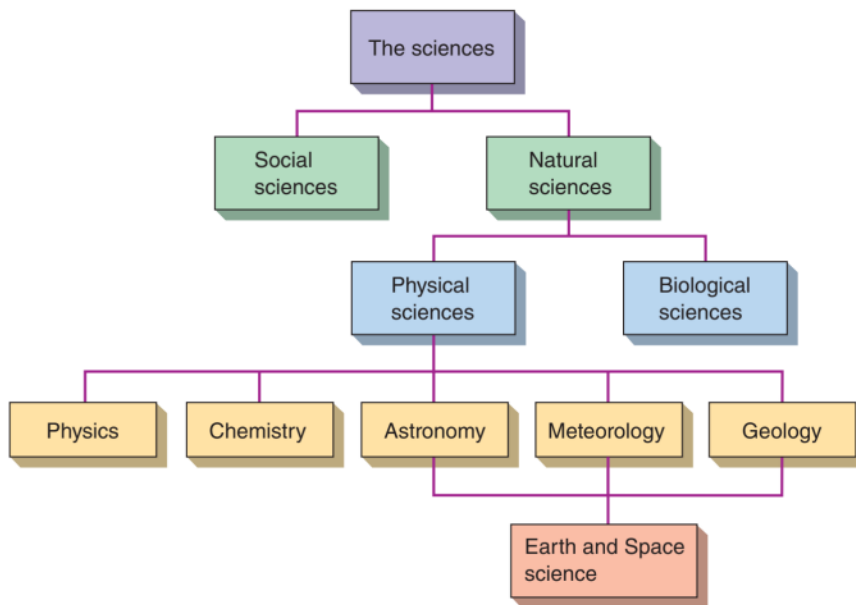 The sciences
Social
sciences
Natural
sciences
Physical
sciences
Biological
sciences
Physics
Chemistry
Astronomy
Meteorology
Geology
Earth and Space
science